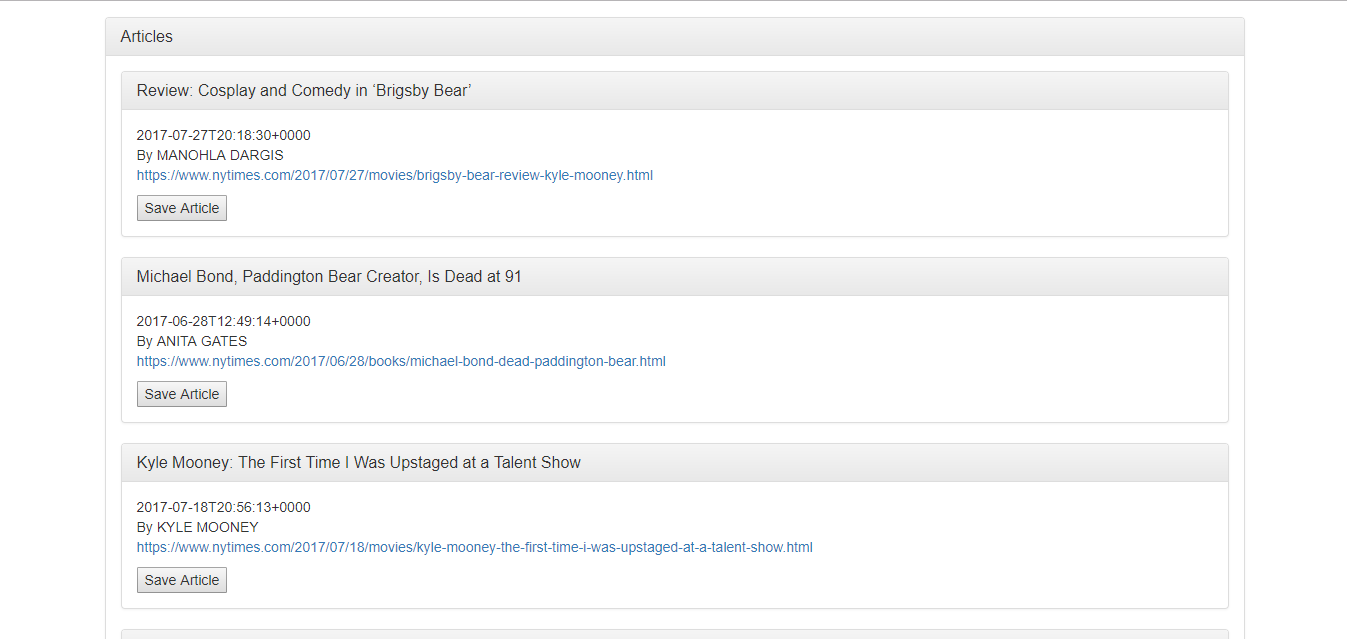 Articles
Review: Cosplay and Comedy in ‘Brigsby Bear’
2017-07-27T20:18:30+0000
By MANOHLA DARGIS
https://www.nytimes.com/2017/07/27/movies/brigsby-bear-review-kyle-mooney.html
Save Article
Michael Bond, Paddington Bear Creator, Is Dead at 91
2017-06-28T12:49:14+0000
By ANITA GATES
https://www.nytimes.com/2017/06/28/books/michael-bond-dead-paddington-bear.html
Save Article
Kyle Mooney: The First Time I Was Upstaged at a Talent Show
2017-07-18T20:56:13+0000
By KYLE MOONEY
https://www.nytimes.com/2017/07/18/movies/kyle-mooney-the-first-time-i-was-upstaged-at-a-talent-show.html
Save Article